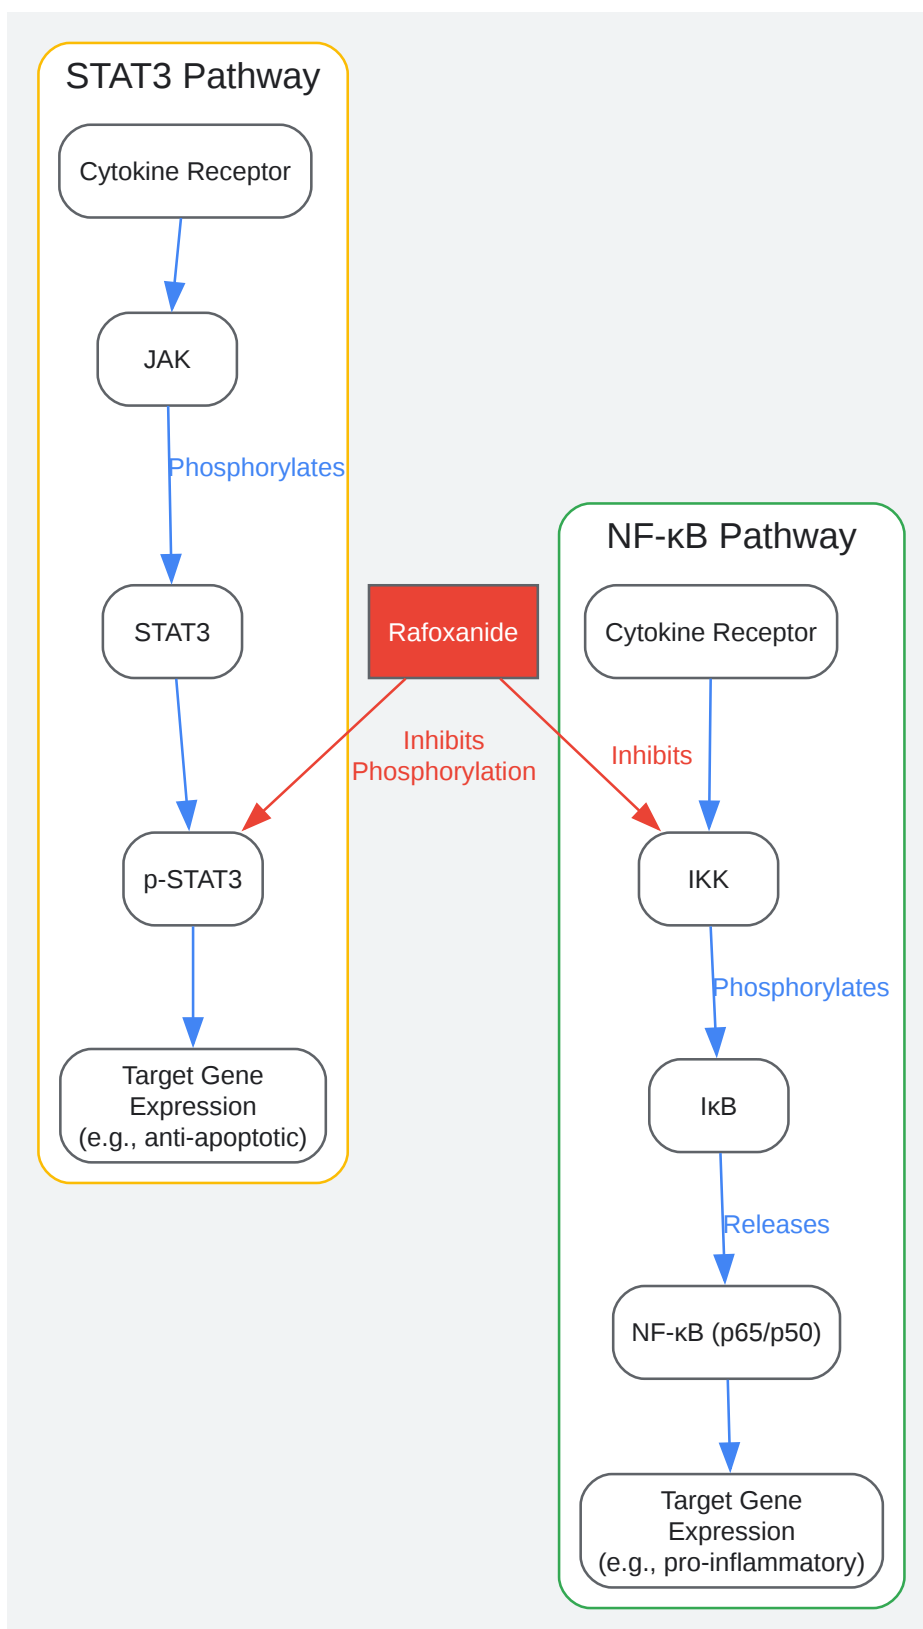 STAT3 Pathway
Cytokine Receptor
JAK
Phosphorylates
STAT3
p-STAT3
Target Gene
Expression
(e.g., anti-apoptotic)
Rafoxanide
Inhibits
Phosphorylation
Inhibits
NF-κB Pathway
Cytokine Receptor
IKK
Phosphorylates
IκB
Releases
NF-κB (p65/p50)
Target Gene
Expression
(e.g., pro-inflammatory)